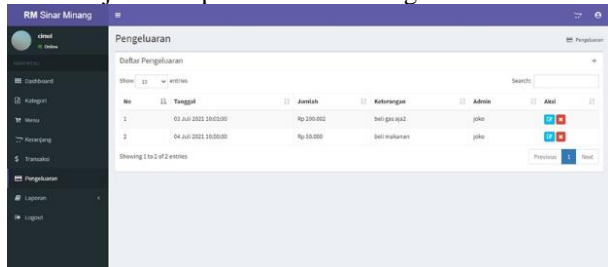 RM Sinar Minang
cimol
Online
Dashboard
Kategori
Menu
Keranjang
Transaksi
Pengeluaran
Laporan
Logout
Pengeluaran
Pengeluaran
Daftar Pengeluaran
Show 10 entries
Search:
No Tanggal Jumlah Keterangan Admin Aksi
1 03 Juli 2021 10:01:00 Rp 200.002 beli gas aja2 joko
2 04 Juli 2021 10:00:00 Rp 10.000 beli makanan joko
Showing 1 to 2 of 2 entries
Previous 1 Next